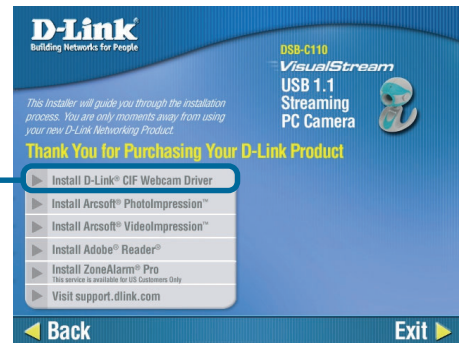 D-Link®
Building Networks for People
DSB-C110
VisualStream
USB 1.1
Streaming
PC Camera
This Installer will guide you through the installation
process. You are only moments away from using
your new D-Link Networking Product.
Thank You for Purchasing Your D-Link Product
Install D-Link® CIF Webcam Driver
Install Arcsoft® PhotoImpression™
Install Arcsoft® VideoImpression™
Install Adobe® Reader®
Install ZoneAlarm® Pro
This service is available for US Customers Only
Visit support.dlink.com
Back
Exit